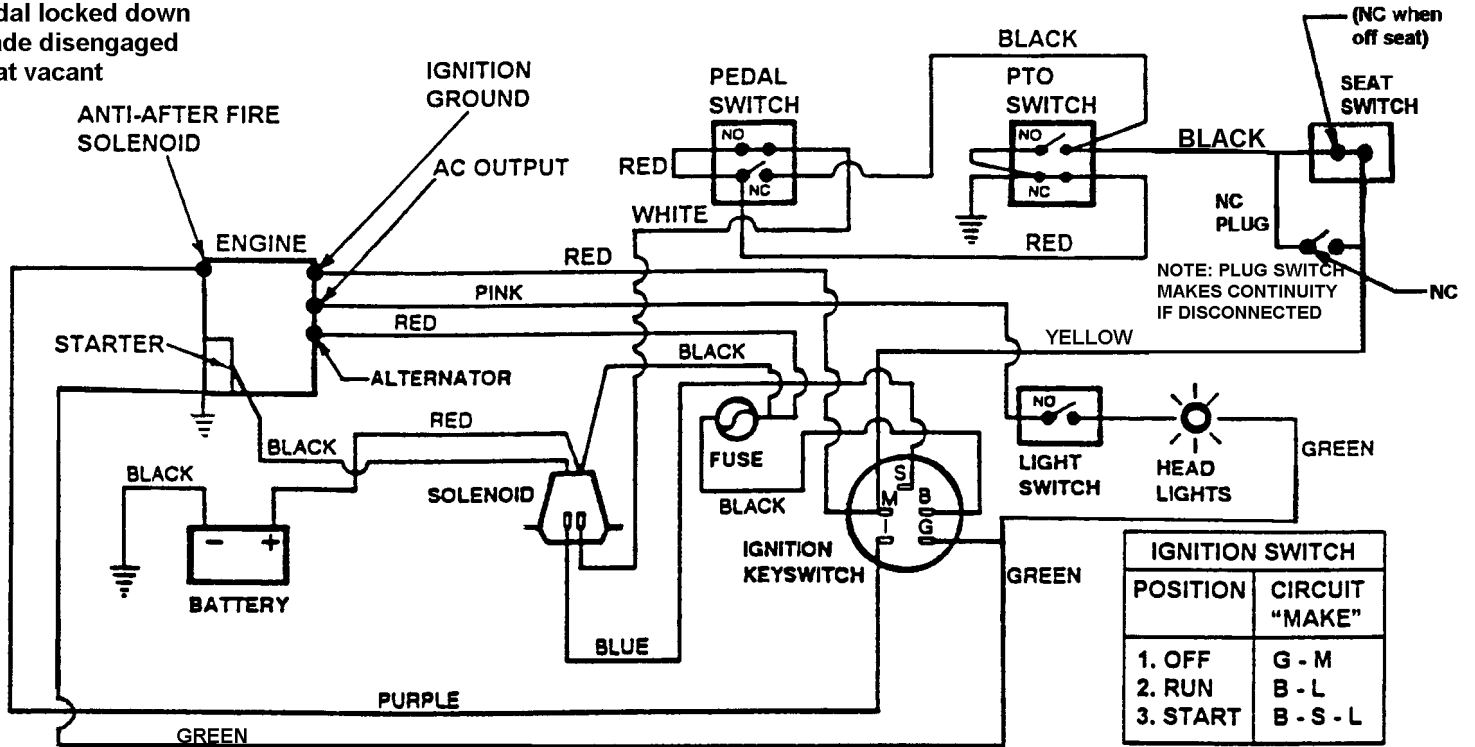 dal locked down
ade disengaged
at vacant
(NC when
off seat)
BLACK
IGNITION
GROUND
PEDAL
SWITCH
PTO
SWITCH
SEAT
SWITCH
ANTI-AFTER FIRE
SOLENOID
NO
NO
BLACK
AC OUTPUT
RED
NC
NC
NC
PLUG
WHITE
ENGINE
RED
RED
NOTE: PLUG SWITCH
MAKES CONTINUITY
IF DISCONNECTED
NC
PINK
RED
YELLOW
STARTER
BLACK
ALTERNATOR
NO
RED
BLACK
FUSE
GREEN
LIGHT
SWITCH
HEAD
LIGHTS
BLACK
SOLENOID
BLACK
S
M
B
I
G
IGNITION
KEYSWITCH
GREEN
BATTERY
- +
BLUE
PURPLE
GREEN
IGNITION SWITCH
POSITION CIRCUIT
"MAKE"
1. OFF G - M
2. RUN B - L
3. START B - S - L